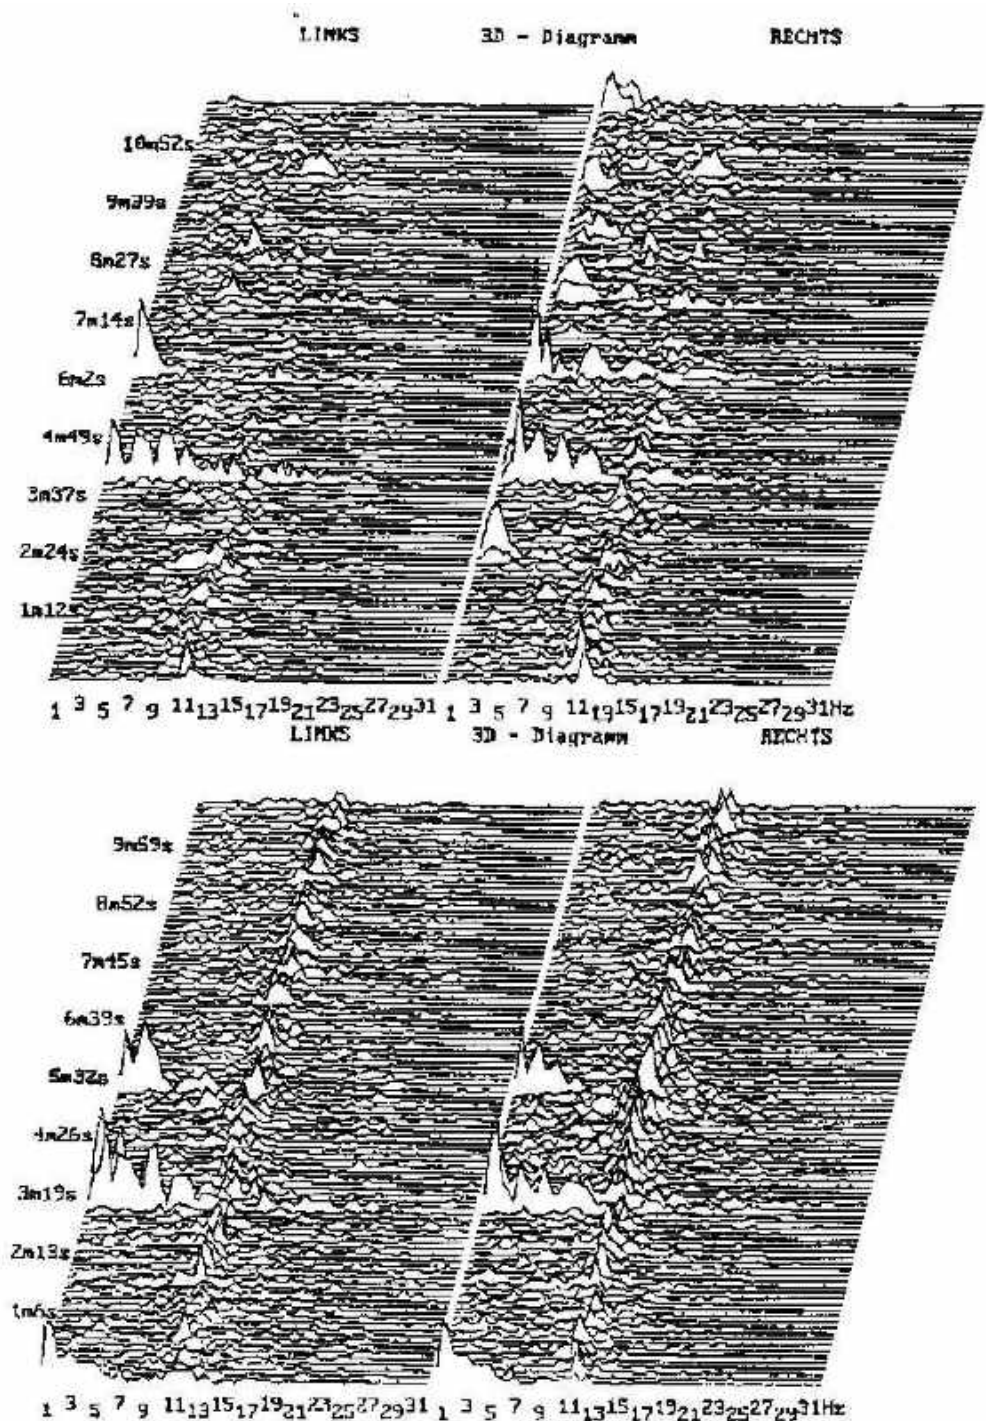 LINKS 3D - Diagramm RECHTS
10m52s
9m39s
8m27s
7m14s
6m2s
4m49s
3m37s
2m24s
1m12s
1 3 5 7 9 11 13 15 17 19 21 23 25 27 29 31 1 3 5 7 9 11 13 15 17 19 21 23 25 27 29 31Hz
LINKS 3D - Diagramm RECHTS
9m59s
8m52s
7m45s
6m39s
5m32s
4m26s
3m19s
2m13s
1m6s
1 3 5 7 9 11 13 15 17 19 21 23 25 27 29 31 1 3 5 7 9 11 13 15 17 19 21 23 25 27 29 31Hz